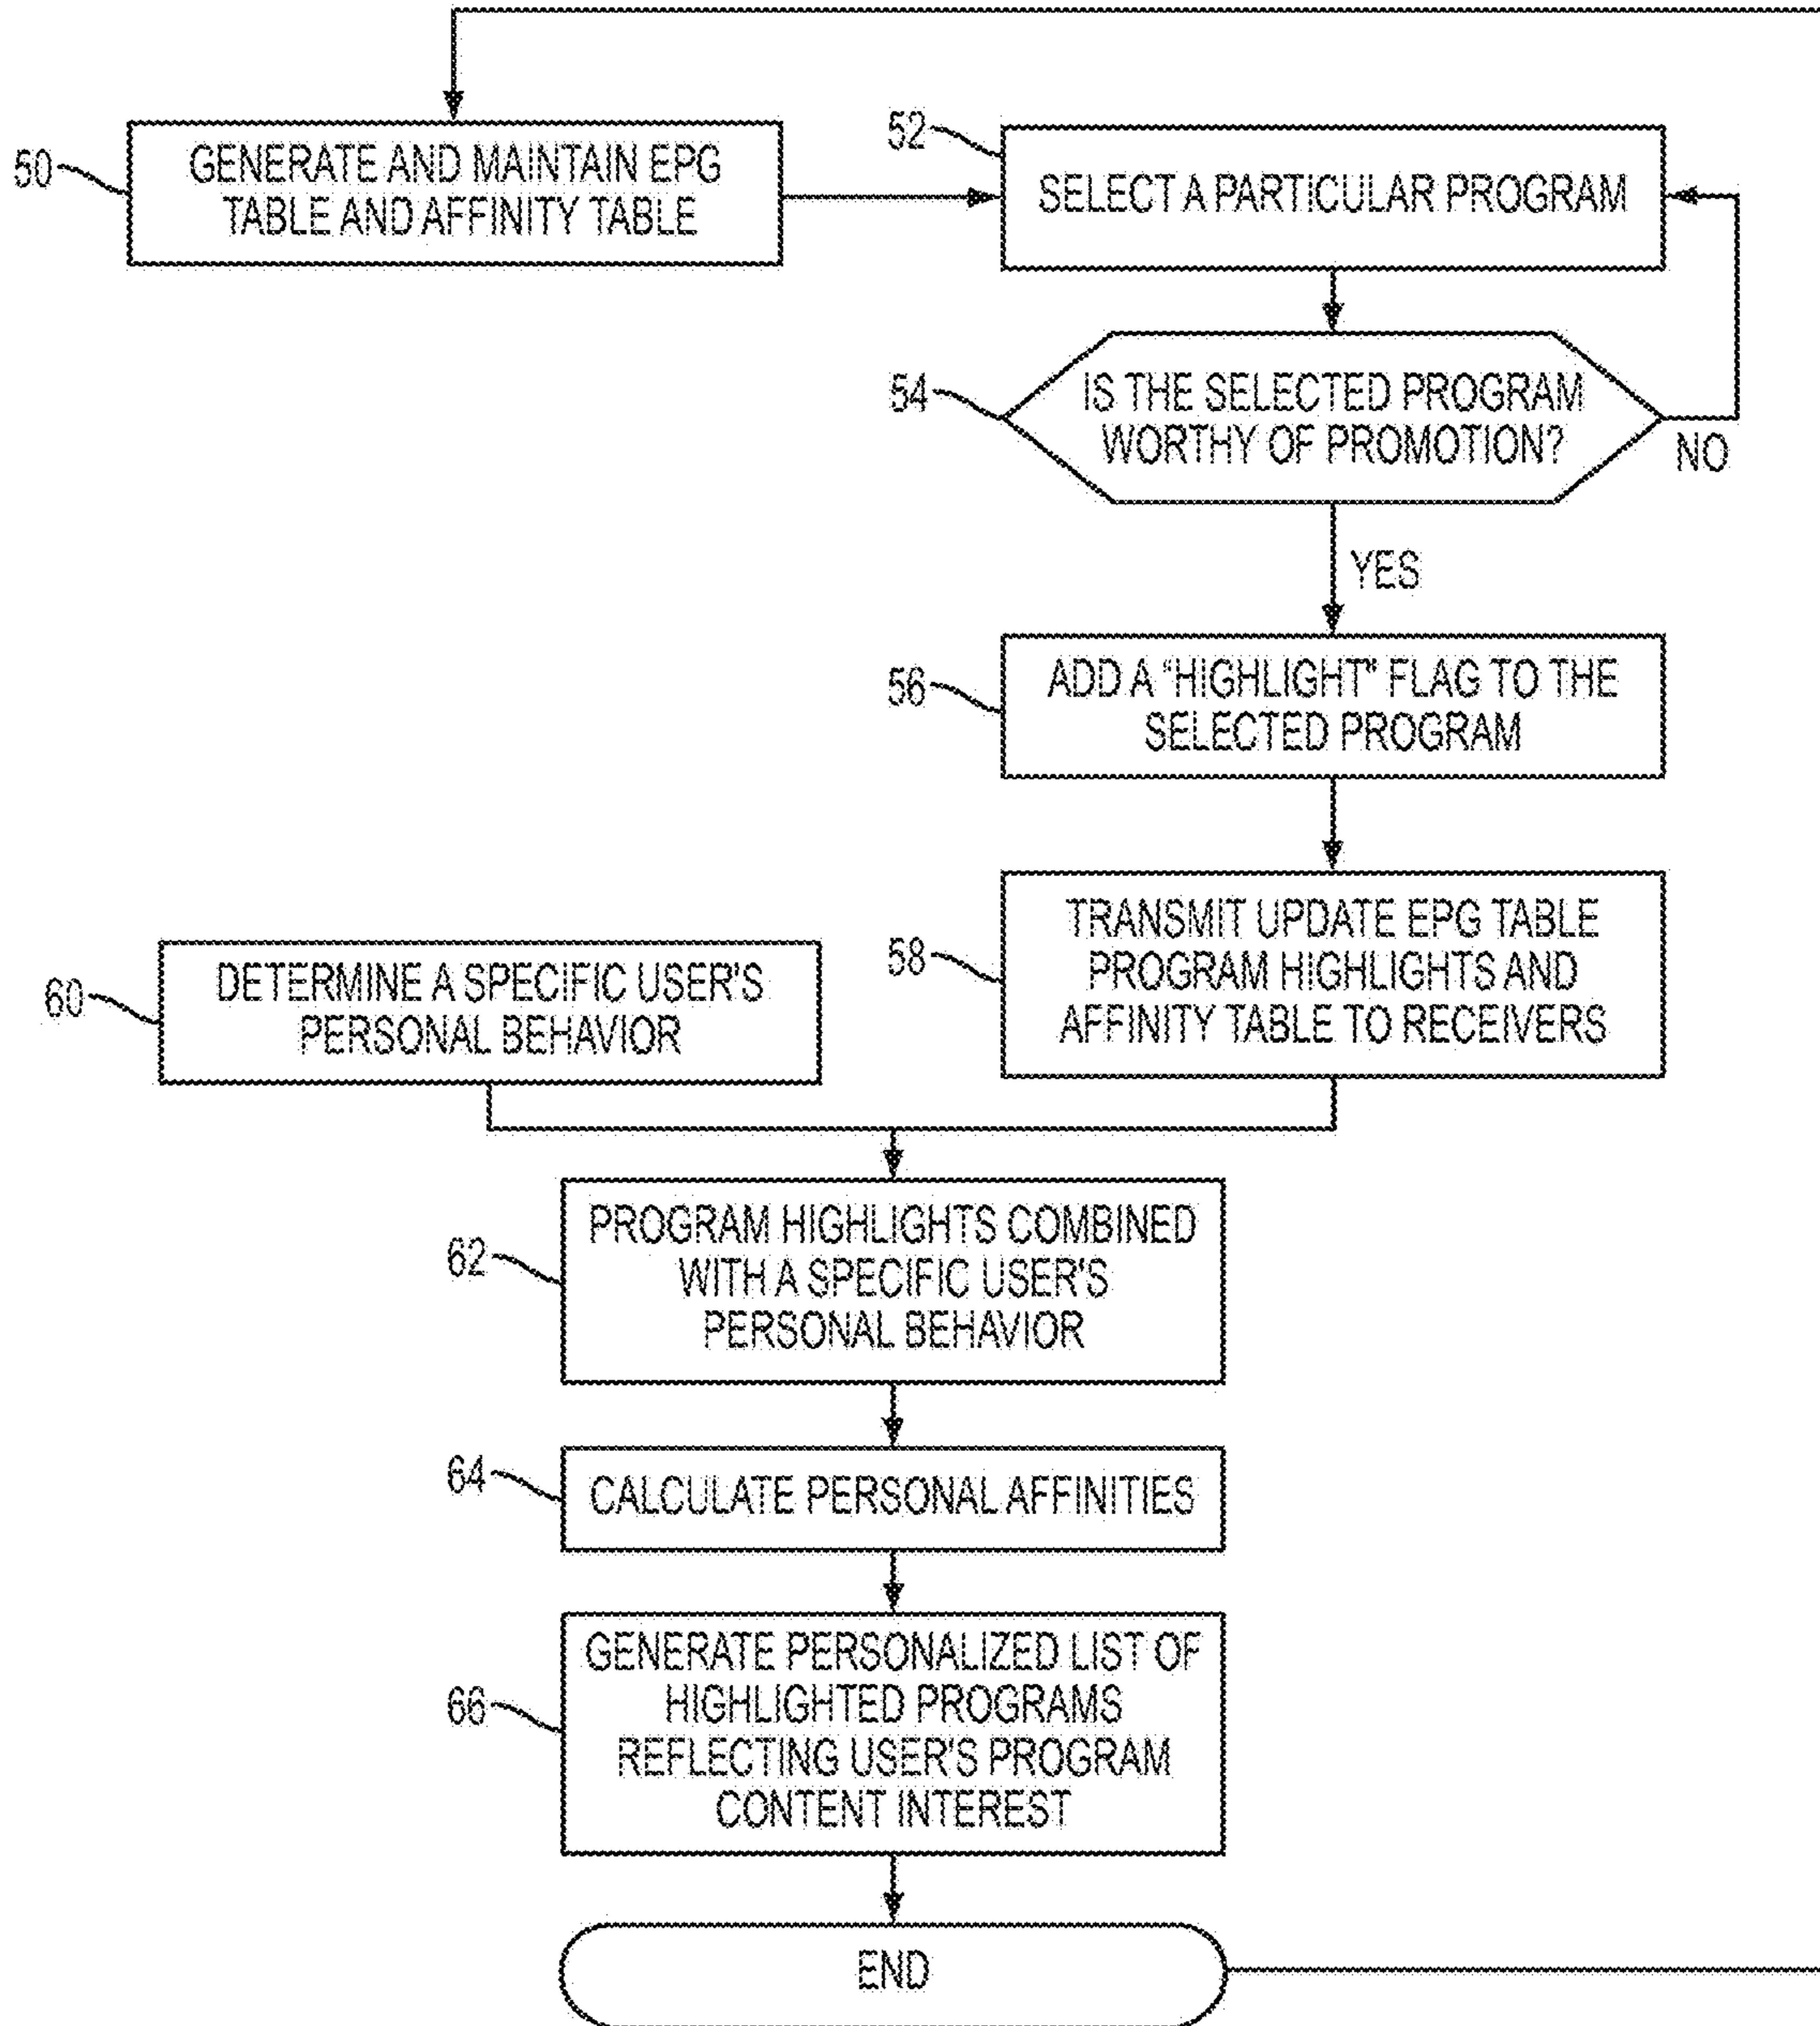 50
GENERATE AND MAINTAIN EPG
TABLE AND AFFINITY TABLE
52
SELECT A PARTICULAR PROGRAM
54
IS THE SELECTED PROGRAM
WORTHY OF PROMOTION?
NO
YES
56
ADD A "HIGHLIGHT" FLAG TO THE
SELECTED PROGRAM
58
TRANSMIT UPDATE EPG TABLE
PROGRAM HIGHLIGHTS AND
AFFINITY TABLE TO RECEIVERS
60
DETERMINE A SPECIFIC USER'S
PERSONAL BEHAVIOR
62
PROGRAM HIGHLIGHTS COMBINED
WITH A SPECIFIC USER'S
PERSONAL BEHAVIOR
64
CALCULATE PERSONAL AFFINITIES
66
GENERATE PERSONALIZED LIST OF
HIGHLIGHTED PROGRAMS
REFLECTING USER'S PROGRAM
CONTENT INTEREST
END